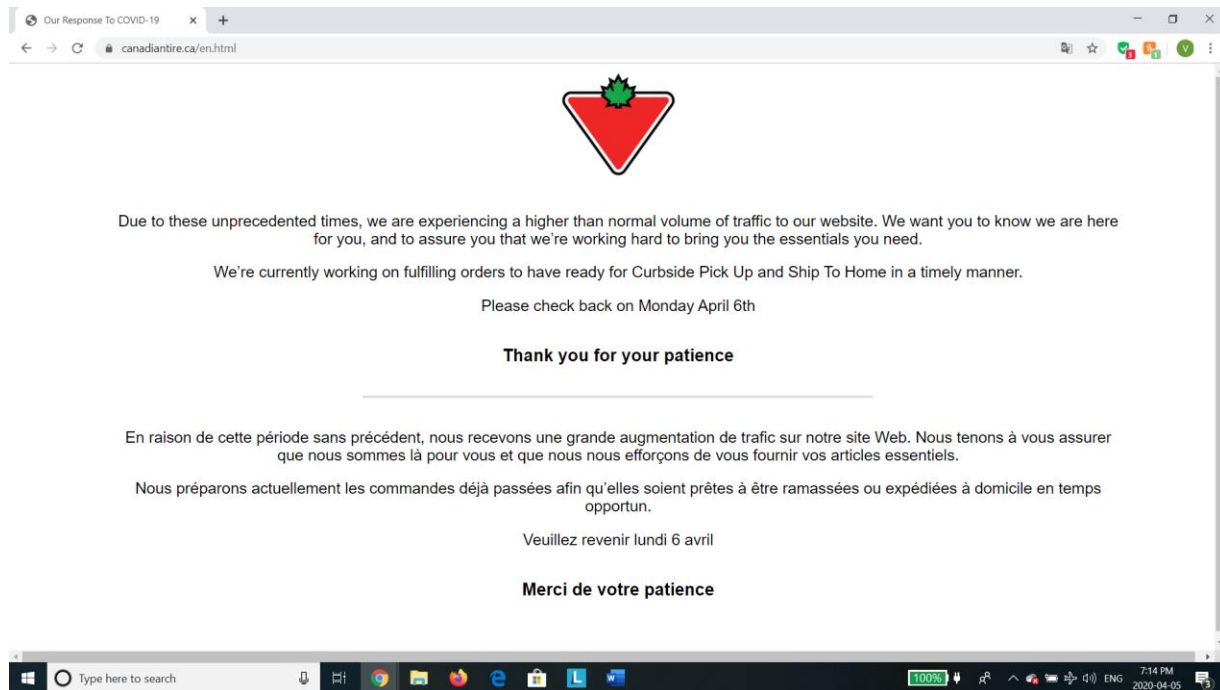 Our Response To COVID-19
canadiantire.ca/en.html
V
3
1
Due to these unprecedented times, we are experiencing a higher than normal volume of traffic to our website. We want you to know we are here
for you, and to assure you that we're working hard to bring you the essentials you need.
We're currently working on fulfilling orders to have ready for Curbside Pick Up and Ship To Home in a timely manner.
Please check back on Monday April 6th
Thank you for your patience
En raison de cette période sans précédent, nous recevons une grande augmentation de trafic sur notre site Web. Nous tenons à vous assurer
que nous sommes là pour vous et que nous nous efforçons de vous fournir vos articles essentiels.
Nous préparons actuellement les commandes déjà passées afin qu'elles soient prêtes à être ramassées ou expédiées à domicile en temps
opportun.
Veuillez revenir lundi 6 avril
Merci de votre patience
Type here to search
L
W
100%
ENG
7:14 PM
2020-04-05
3